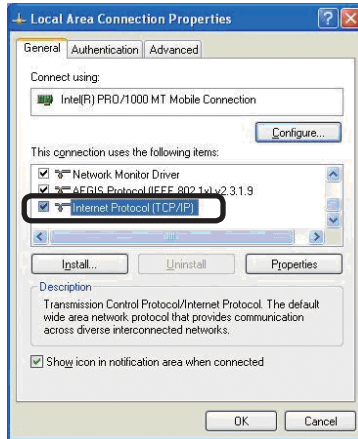 Local Area Connection Properties
General Authentication Advanced
Connect using:
Intel(R) PRO/1000 MT Mobile Connection
Configure...
This connection uses the following items:
Network Monitor Driver
AEGIS Protocol (IEEE 802.1x) v2.3.1.9
Internet Protocol (TCP/IP)
Install... Uninstall Properties
Description
Transmission Control Protocol/Internet Protocol. The default
wide area network protocol that provides communication
across diverse interconnected networks.
Show icon in notification area when connected
OK Cancel